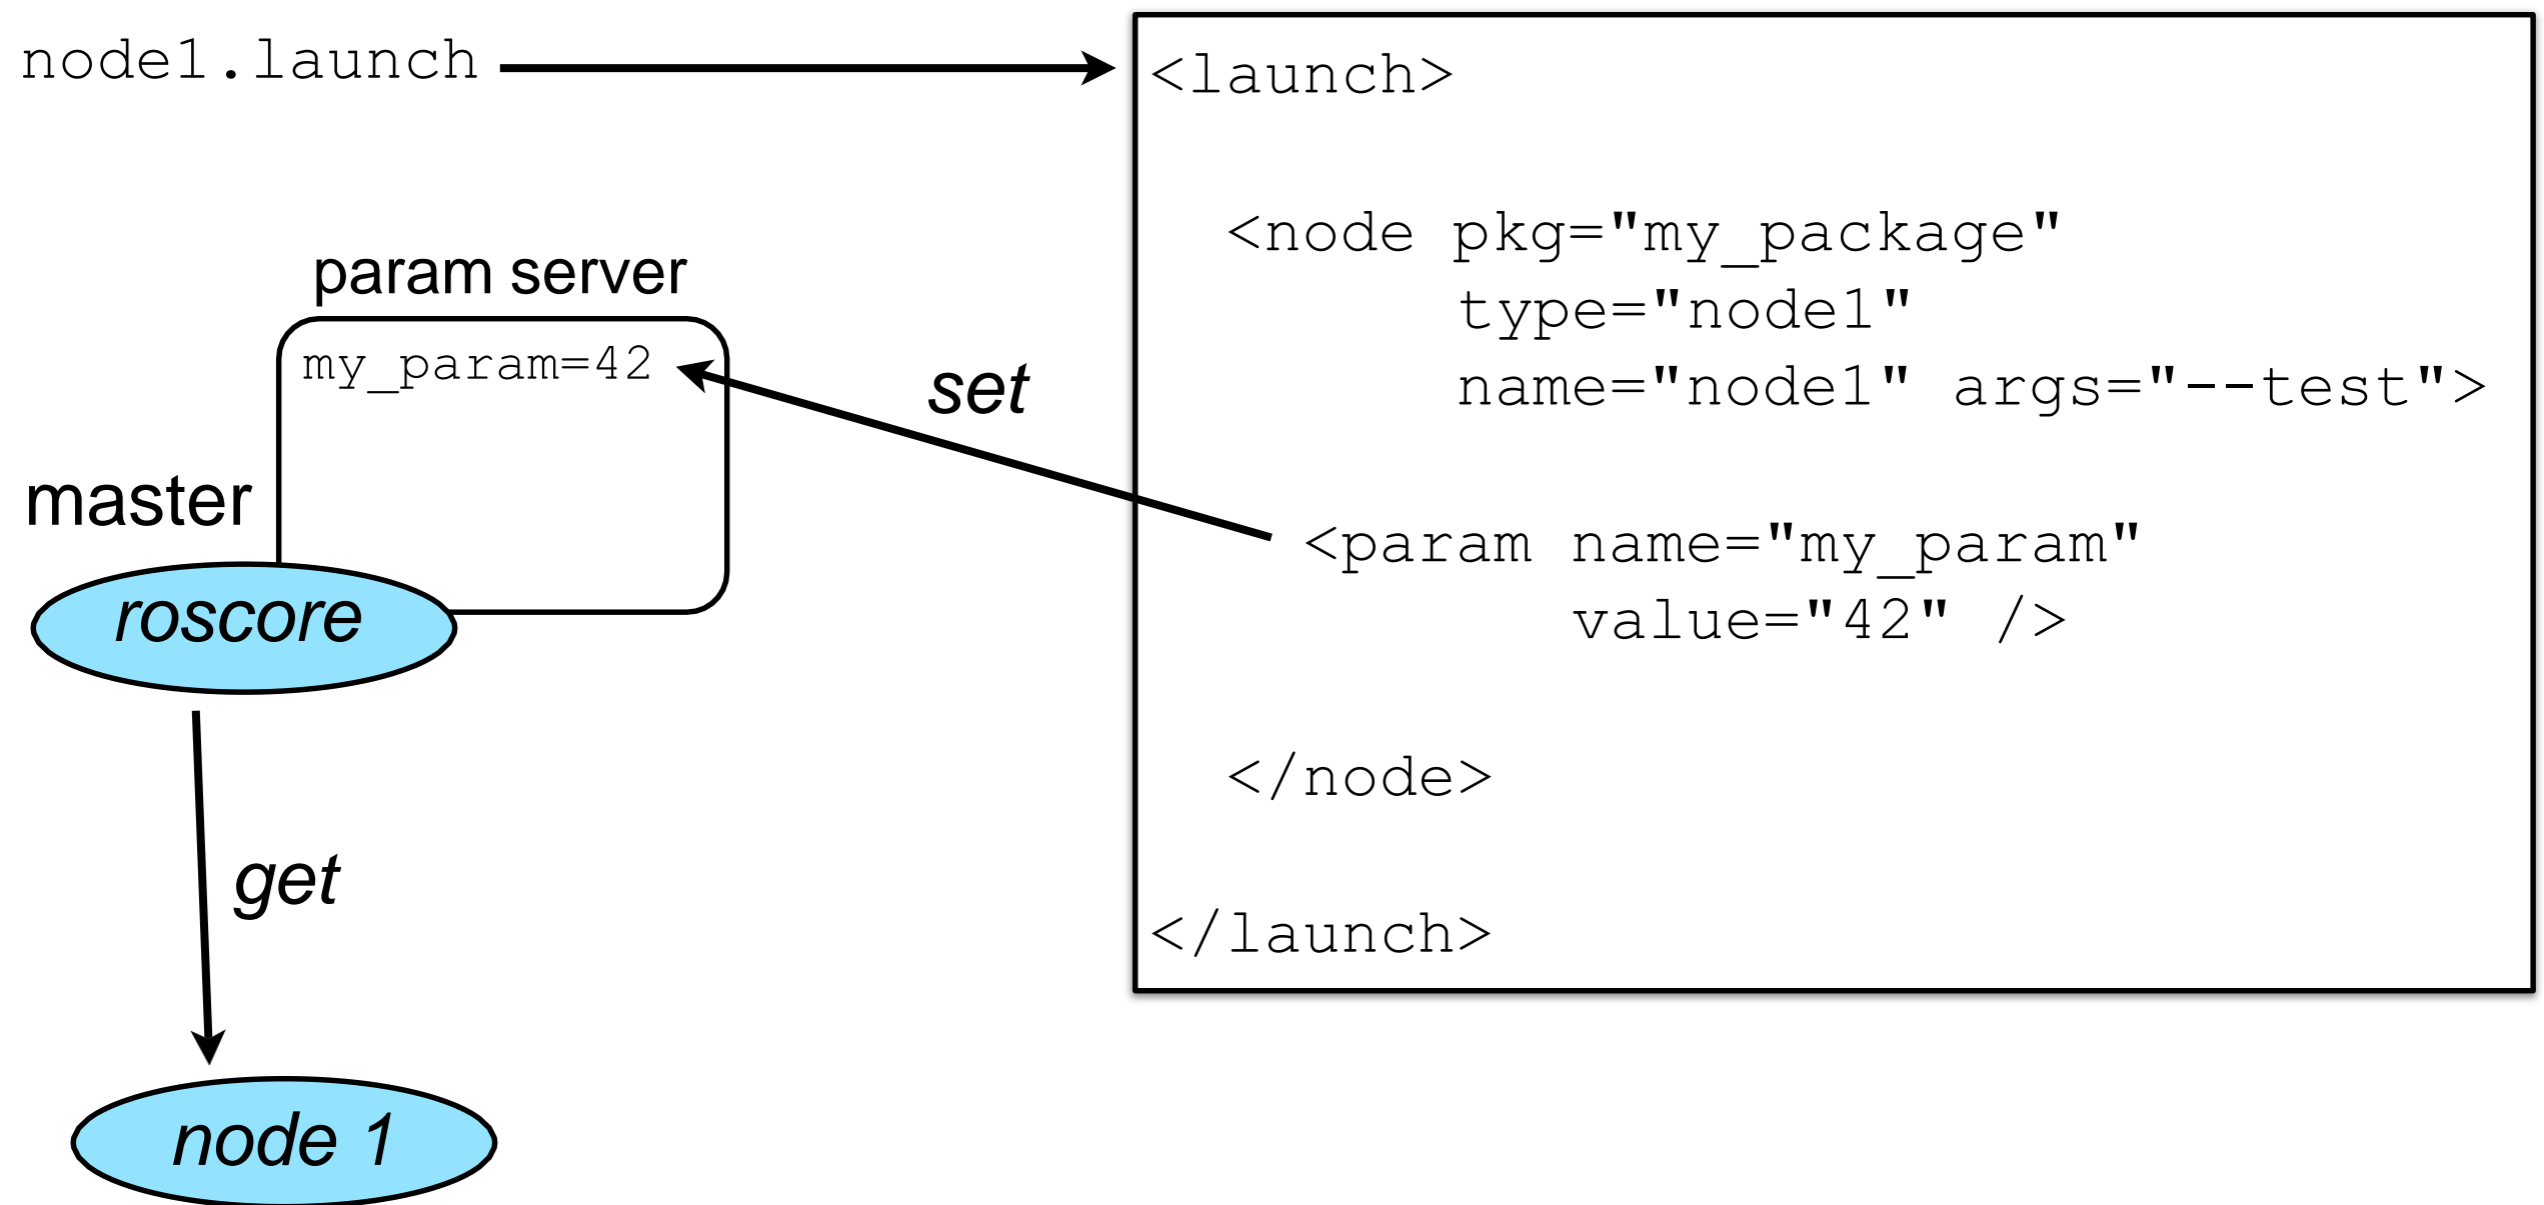 node1.launch
param server
my_param=42
master
roscore
set
get
node 1
<launch>
<node pkg="my_package"
type="node1"
name="node1" args="--test">
<param name="my_param"
value="42" />
</node>
</launch>